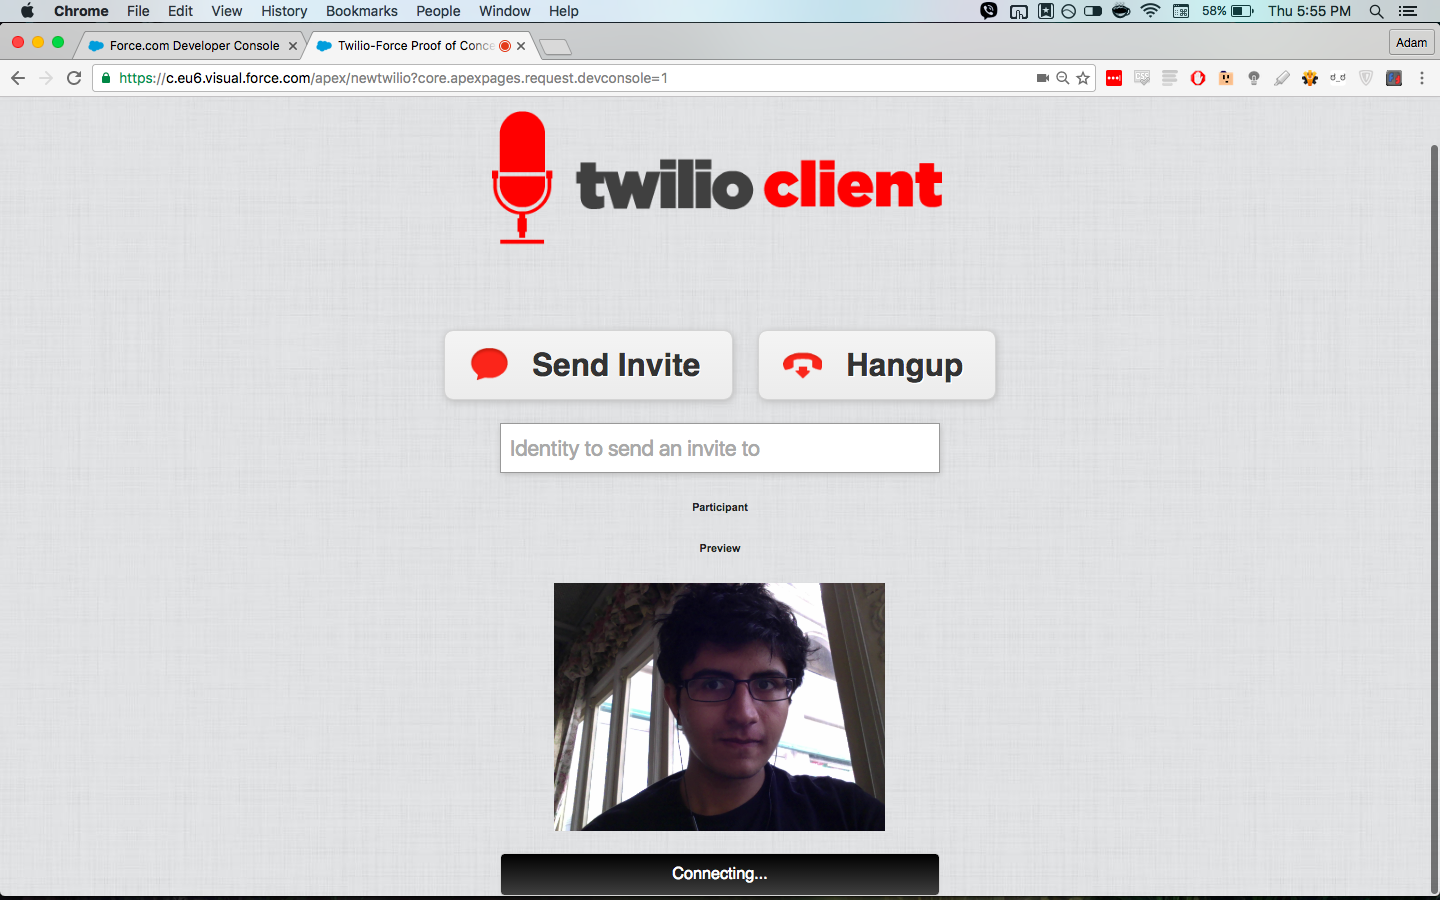 Chrome File Edit View History Bookmarks People Window Help 58% Thu 5:55 PM
Force.com Developer Console Twilio-Force Proof of Conce Adam
https://c.eu6.visual.force.com/apex/newtwilio?core.apexpages.request.devconsole=1
twilio client
Send Invite Hangup
Identity to send an invite to
Participant
Preview
Connecting...